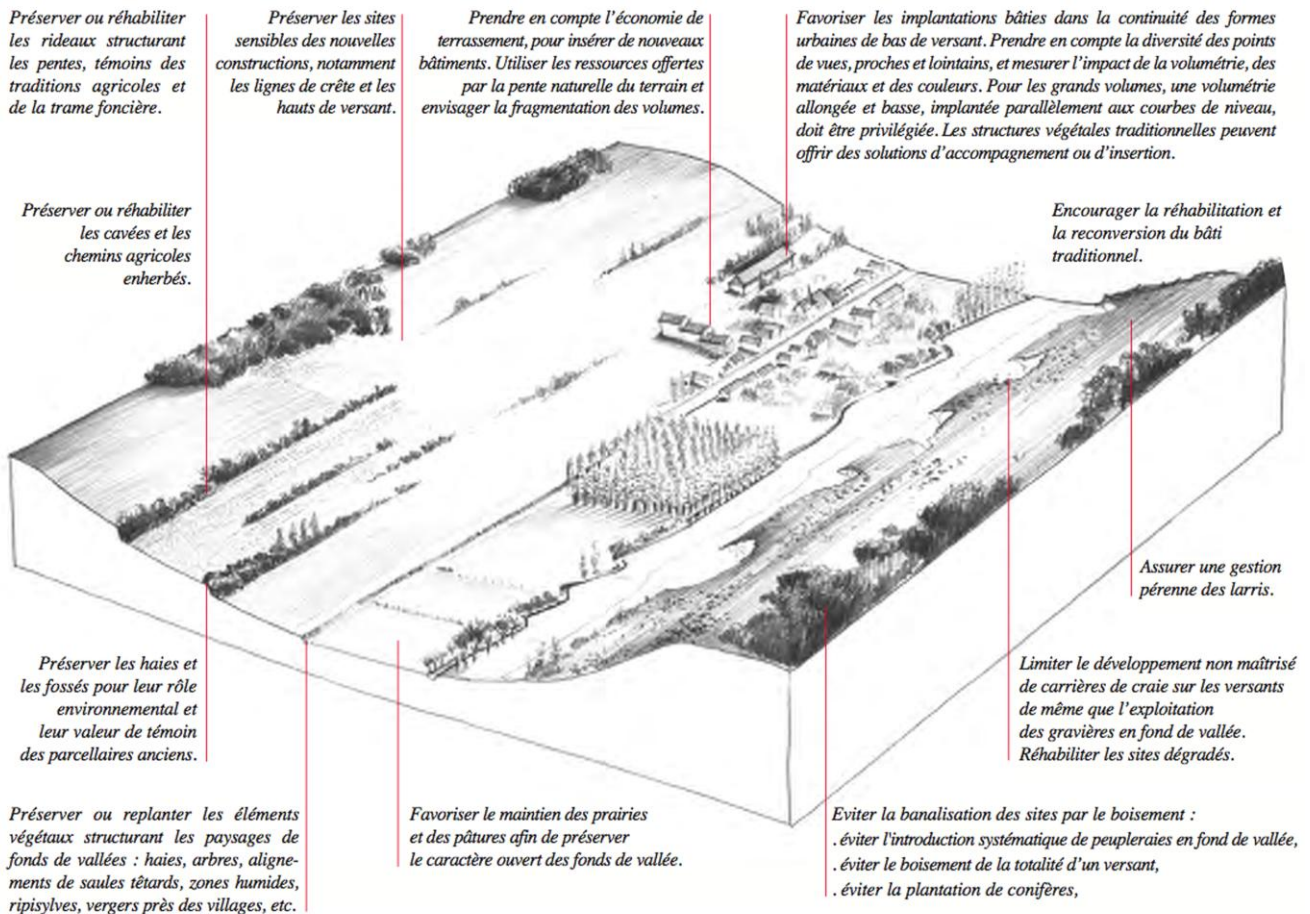 Préserver ou réhabiliter
les rideaux structurant
les pentes, témoins des
traditions agricoles et
de la trame foncière.
Préserver les sites
sensibles des nouvelles
constructions, notamment
les lignes de crête et les
hauts de versant.
Prendre en compte l’économie de
terrassement, pour insérer de nouveaux
bâtiments. Utiliser les ressources offertes
par la pente naturelle du terrain et
envisager la fragmentation des volumes.
Favoriser les implantations bâties dans la continuité des formes
urbaines de bas de versant. Prendre en compte la diversité des points
de vues, proches et lointains, et mesurer l’impact de la volumétrie, des
matériaux et des couleurs. Pour les grands volumes, une volumétrie
allongée et basse, implantée parallèlement aux courbes de niveau,
doit être privilégiée. Les structures végétales traditionnelles peuvent
offrir des solutions d’accompagnement ou d’insertion.
Préserver ou réhabiliter
les cavées et les
chemins agricoles
enherbés.
Encourager la réhabilitation et
la reconversion du bâti
traditionnel.
Assurer une gestion
pérenne des larris.
Préserver les haies et
les fossés pour leur rôle
environnemental et
leur valeur de témoin
des parcellaires anciens.
Limiter le développement non maîtrisé
de carrières de craie sur les versants
de même que l’exploitation
des gravières en fond de vallée.
Réhabiliter les sites dégradés.
Préserver ou replanter les éléments
végétaux structurant les paysages de
fonds de vallées : haies, arbres, aligne-
ments de saules têtards, zones humides,
ripisylves, vergers près des villages, etc.
Favoriser le maintien des prairies
et des pâtures afin de préserver
le caractère ouvert des fonds de vallée.
Eviter la banalisation des sites par le boisement :
. éviter l'introduction systématique de peupleraies en fond de vallée,
. éviter le boisement de la totalité d’un versant,
. éviter la plantation de conifères,